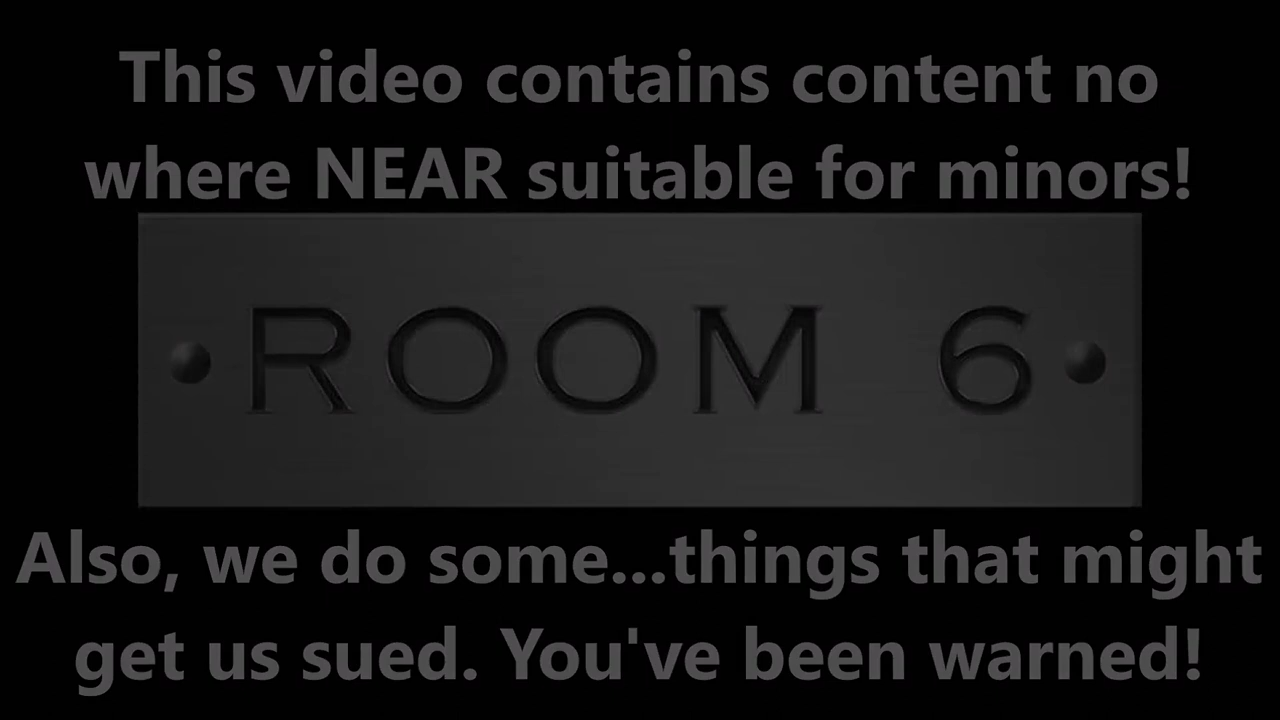 This video contains content no
where NEAR suitable for minors!
ROOM 6
Also, we do some...things that might
get us sued. You've been warned!